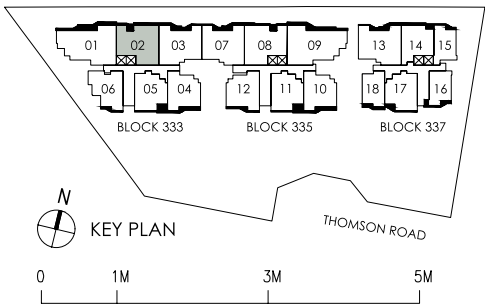 01 02 03 07 08 09 13 14 15
06 05 04 12 11 10 18 17 16
BLOCK 333 BLOCK 335 BLOCK 337
N
KEY PLAN
THOMSON ROAD
0 1M 3M 5M